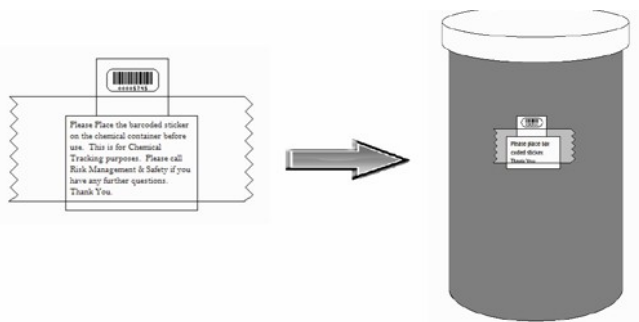 00006745
Please Place the barcoded sticker
on the chemical container before
use. This is for Chemical
Tracking purposes. Please call
Risk Management & Safety if you
have any further questions.
Thank You.
Please place bar
coded sticker.
Thank You